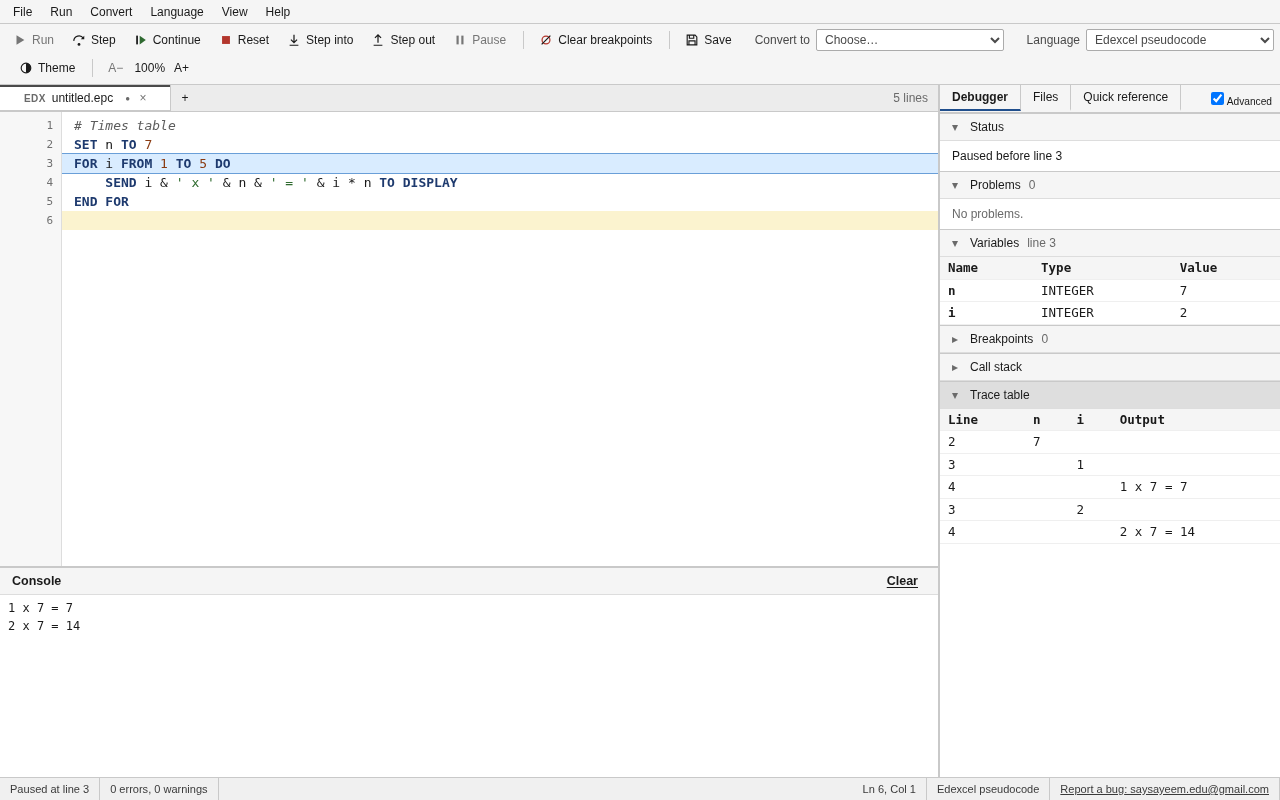 File Run Convert Language View Help
Run Step Continue Reset Step into Step out Pause Clear breakpoints Save Convert to Choose… Language Edexcel pseudocode
Theme A− 100% A+
EDX untitled.epc • × + 5 lines
1 # Times table
2 SET n TO 7
3 FOR i FROM 1 TO 5 DO
4 SEND i & ' x ' & n & ' = ' & i * n TO DISPLAY
5 END FOR
6
Console Clear
1 x 7 = 7
2 x 7 = 14
Debugger Files Quick reference Advanced
Status
Paused before line 3
Problems 0
No problems.
Variables line 3
Name Type Value
n INTEGER 7
i INTEGER 2
Breakpoints 0
Call stack
Trace table
Line n i Output
2 7
3 1
4 1 x 7 = 7
3 2
4 2 x 7 = 14
Paused at line 3 0 errors, 0 warnings Ln 6, Col 1 Edexcel pseudocode Report a bug: saysayeem.edu@gmail.com